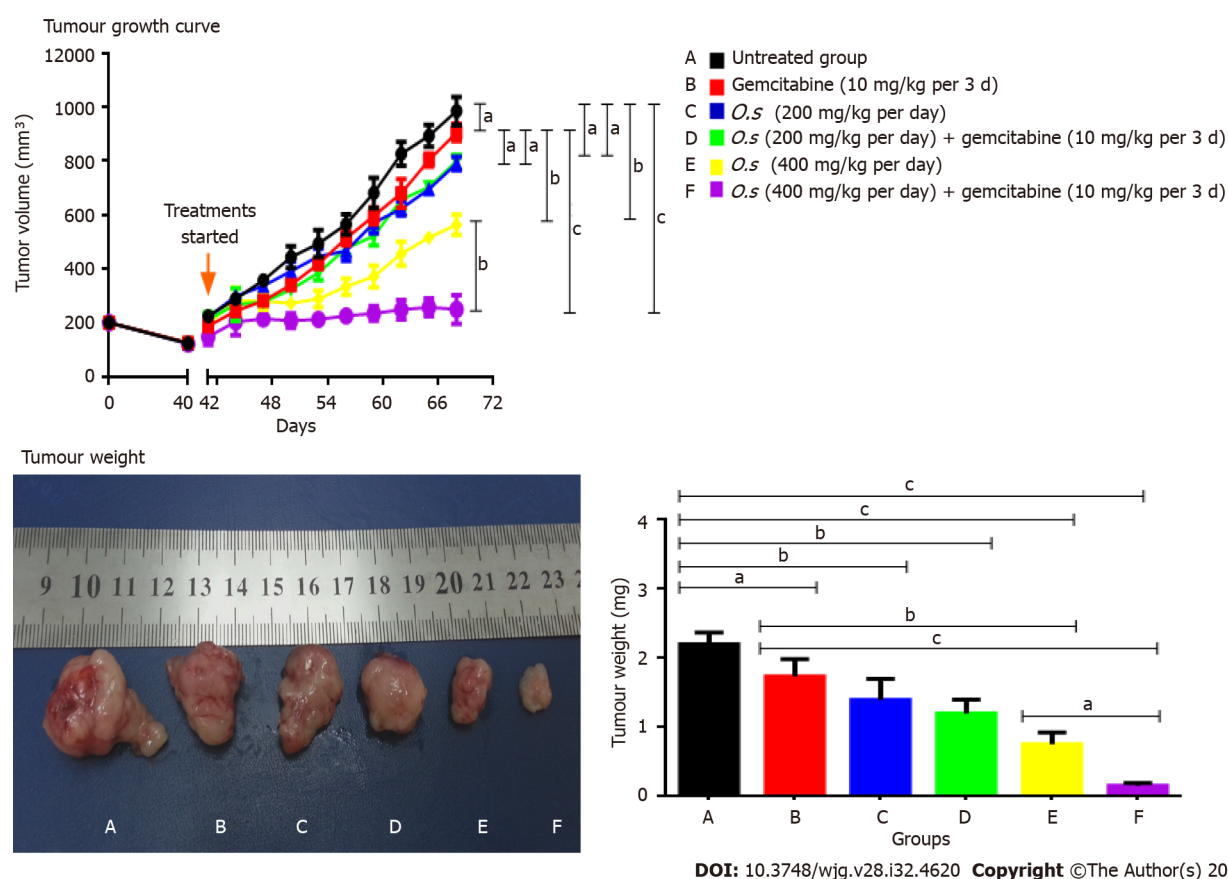 Tumour growth curve
12000
1000
800
600
400
200
0
Tumor volume (mm³)
Treatments
started
0
40
42
48
54
60
66
72
Days
a
a
a
b
c
a
a
b
c
b
A Untreated group
B Gemcitabine (10 mg/kg per 3 d)
C O.s (200 mg/kg per day)
D O.s (200 mg/kg per day) + gemcitabine (10 mg/kg per 3 d)
E O.s (400 mg/kg per day)
F O.s (400 mg/kg per day) + gemcitabine (10 mg/kg per 3 d)
Tumour weight
9 10 11 12 13 14 15 16 17 18 19 20 21 22 23
A B C D E F
c
c
b
b
a
b
c
a
4
3
2
1
0
Tumour weight (mg)
A B C D E F
Groups
DOI: 10.3748/wjg.v28.i32.4620 Copyright ©The Author(s) 20